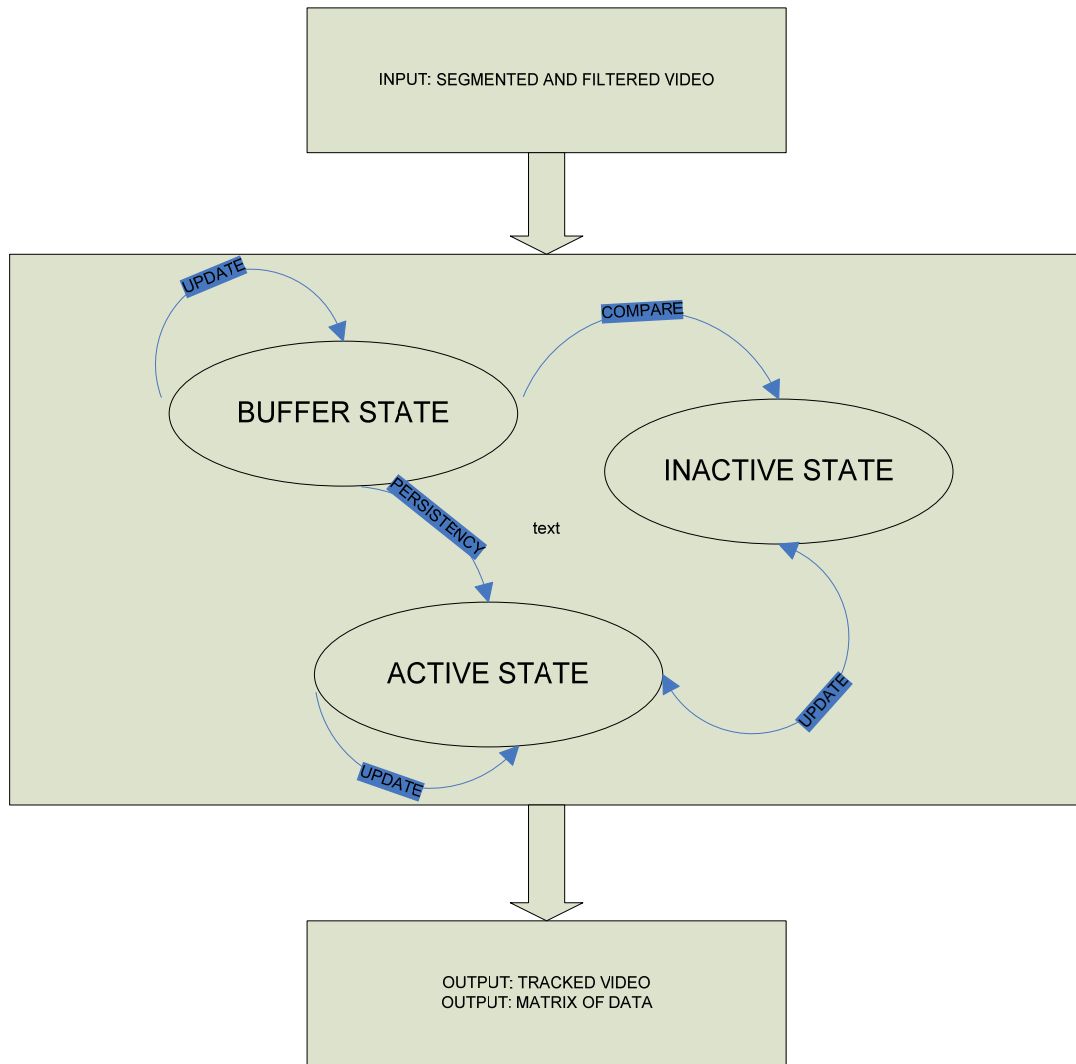 INPUT: SEGMENTED AND FILTERED VIDEO
UPDATE
COMPARE
BUFFER STATE
INACTIVE STATE
PERSISTENCY
text
ACTIVE STATE
UPDATE
UPDATE
OUTPUT: TRACKED VIDEO
OUTPUT: MATRIX OF DATA